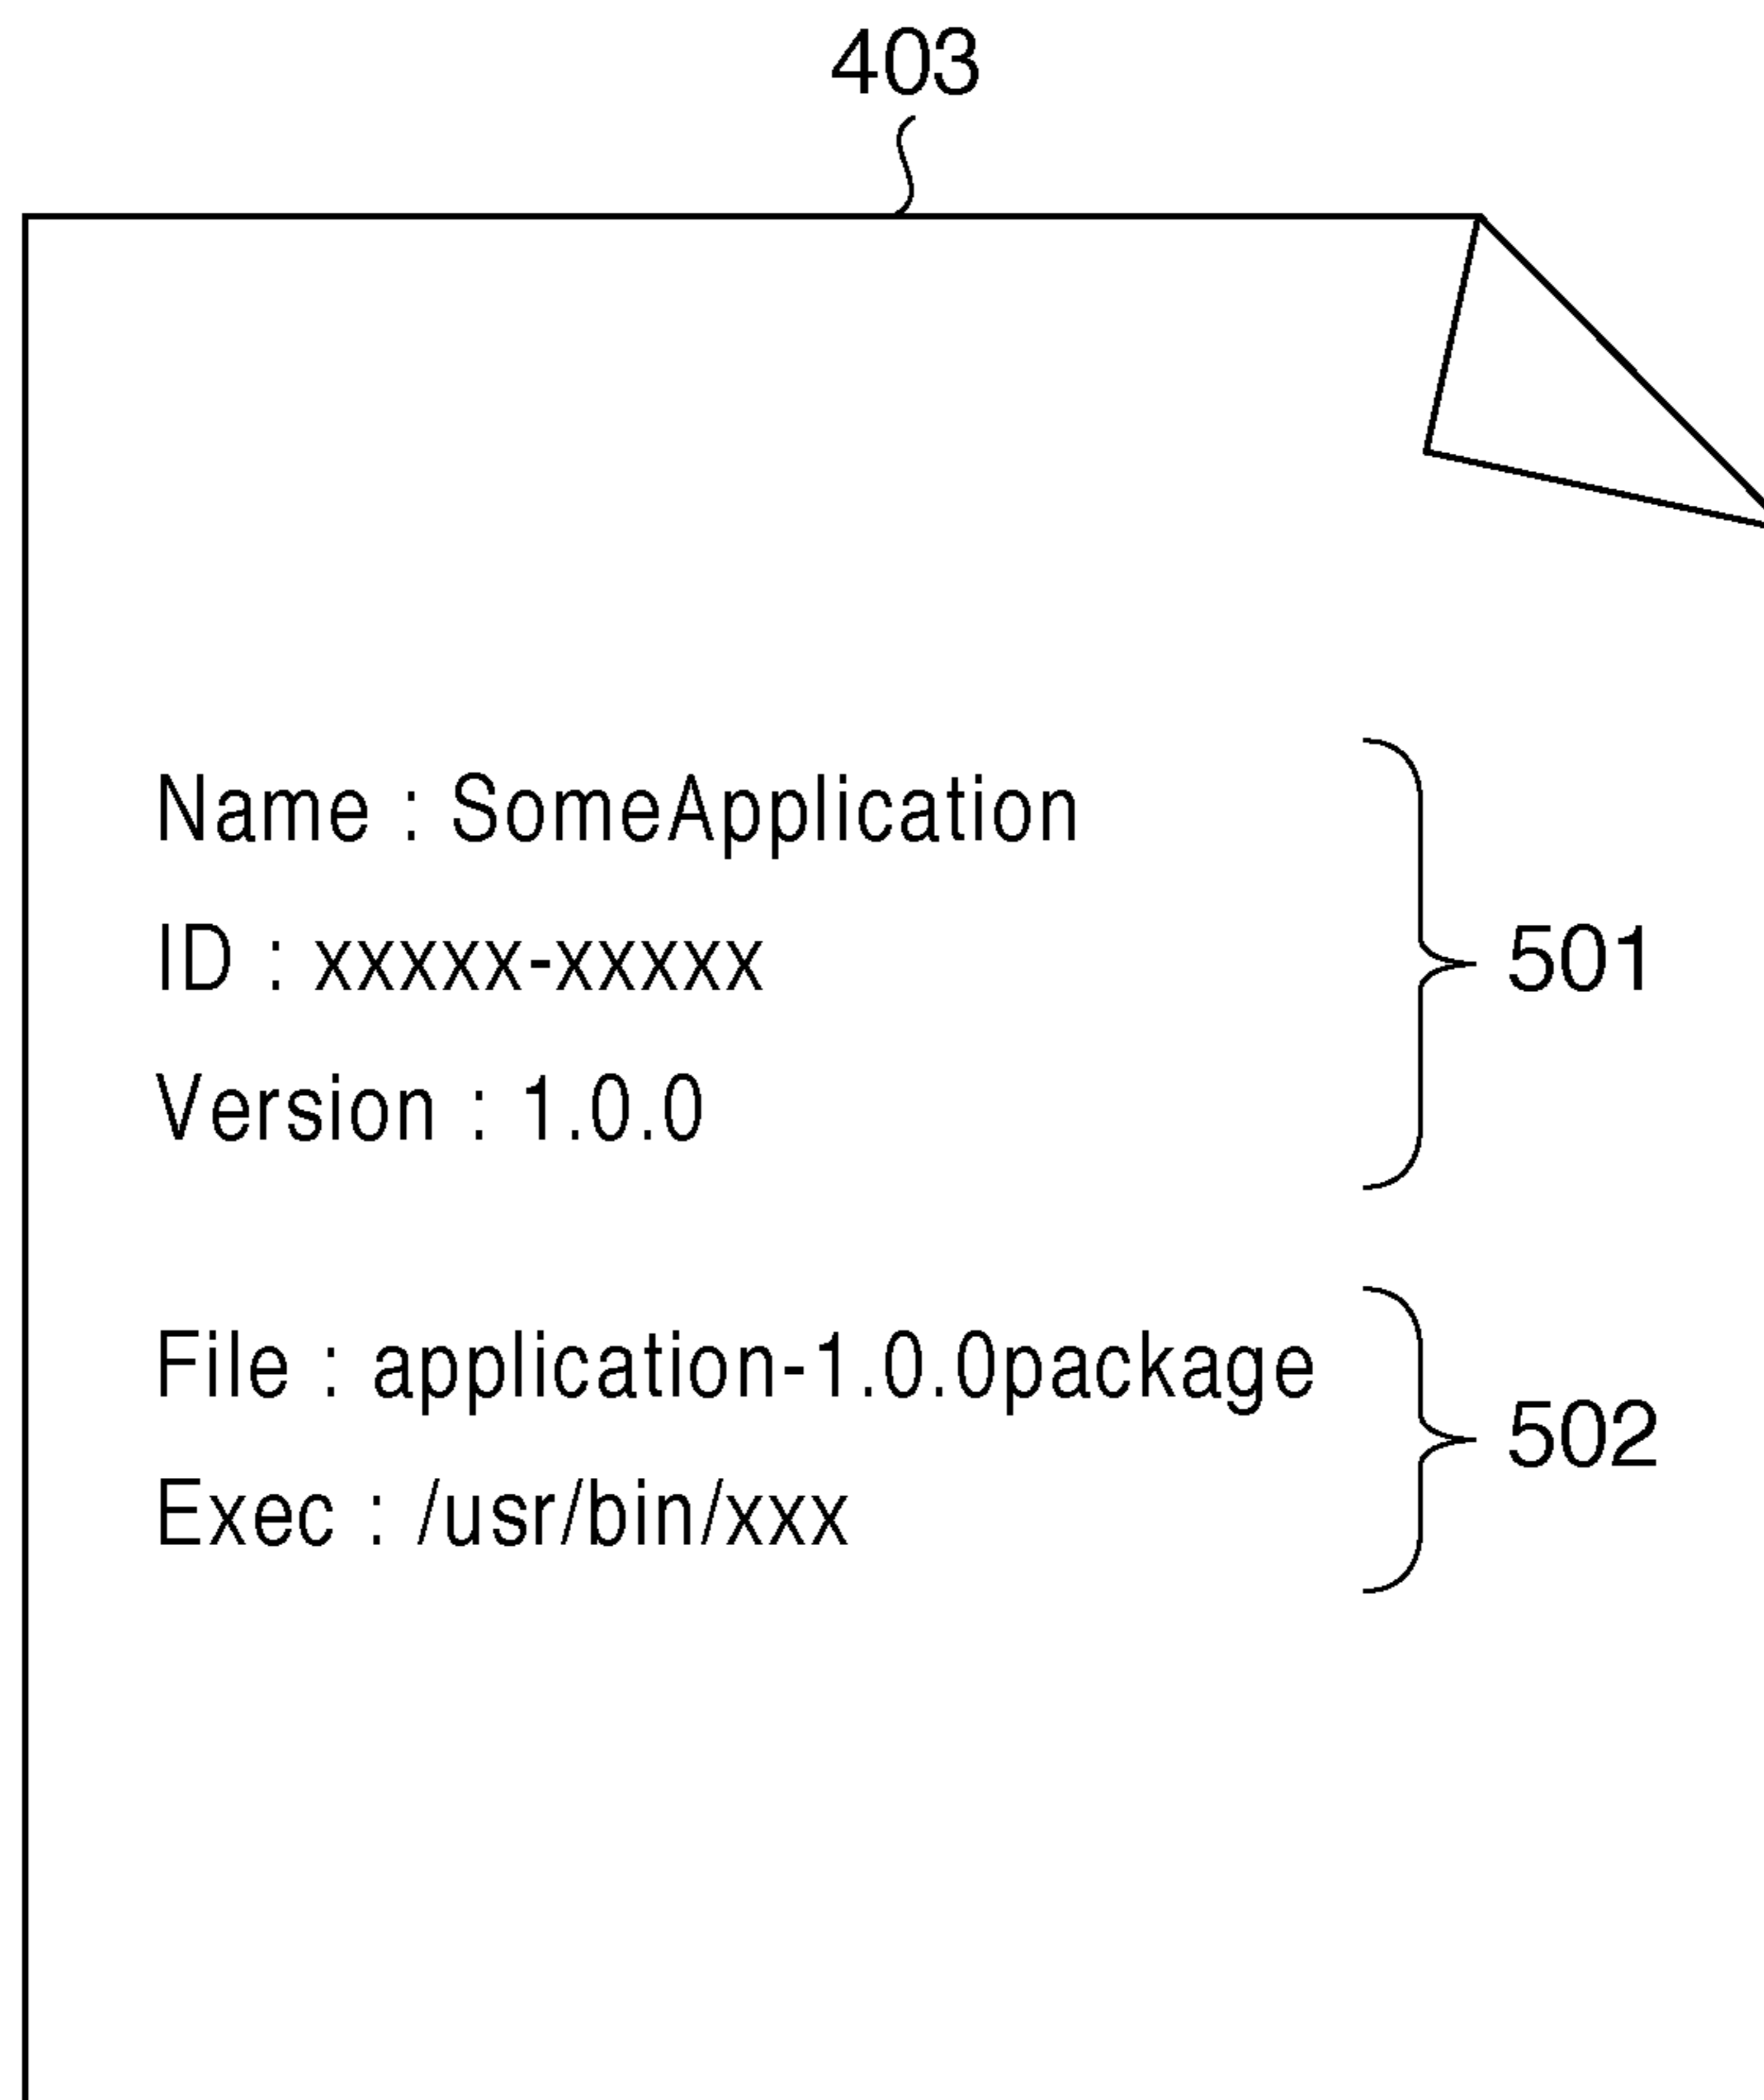 403
Name : SomeApplication
ID : xxxxx-xxxxx
Version : 1.0.0
501
File : application-1.0.0package
Exec : /usr/bin/xxx
502